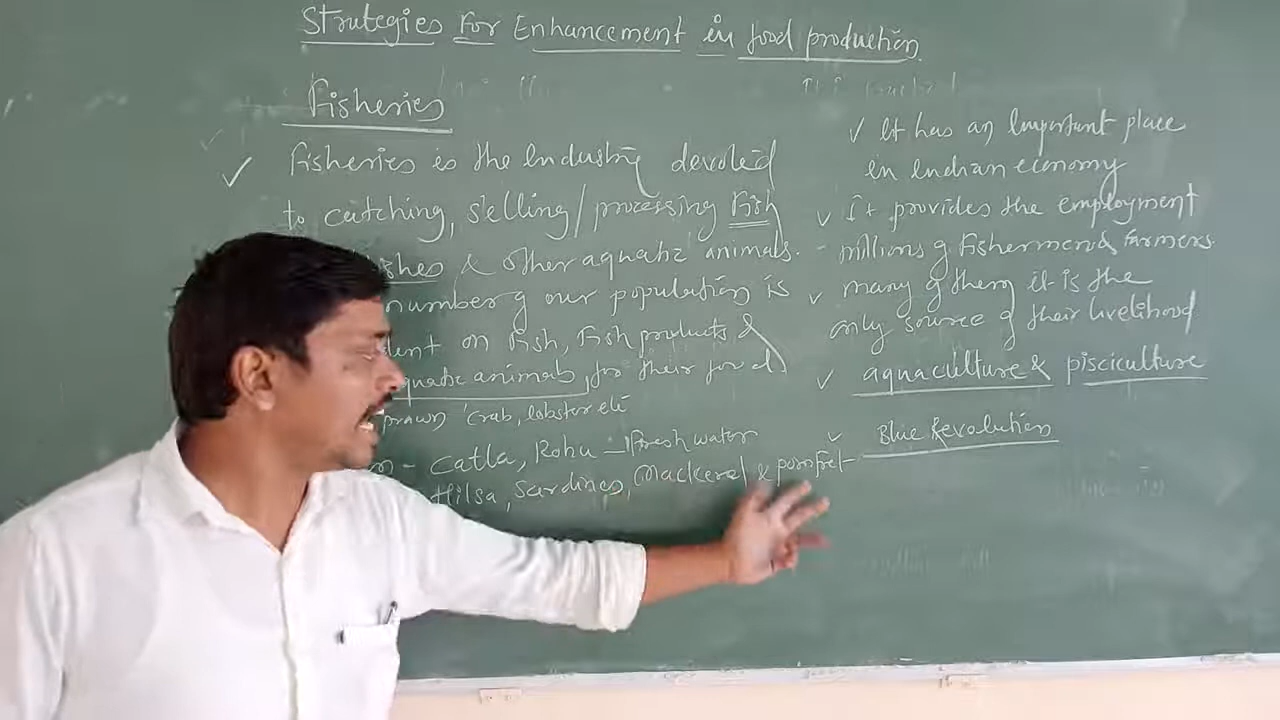 Strategies for Enhancement in food production.
Fisheries
✓ Fisheries is the Industry devoted
to catching, selling/processing Fish
shes & other aquatic animals.
number of our population is
dent on Fish, Fish products &
aquatic animals, for their food
prawn crab, lobster etc
n - Catla, Rohu - Freshwater
Hilsa, Sardines, Mackerel & pomfret
✓ It has an Important place
in Indian economy
✓ It provides the employment
- millions of Fishermen & farmers.
✓ many of them it is the
only source of their livelihood
✓ aquaculture & pisciculture
✓ Blue Revolution